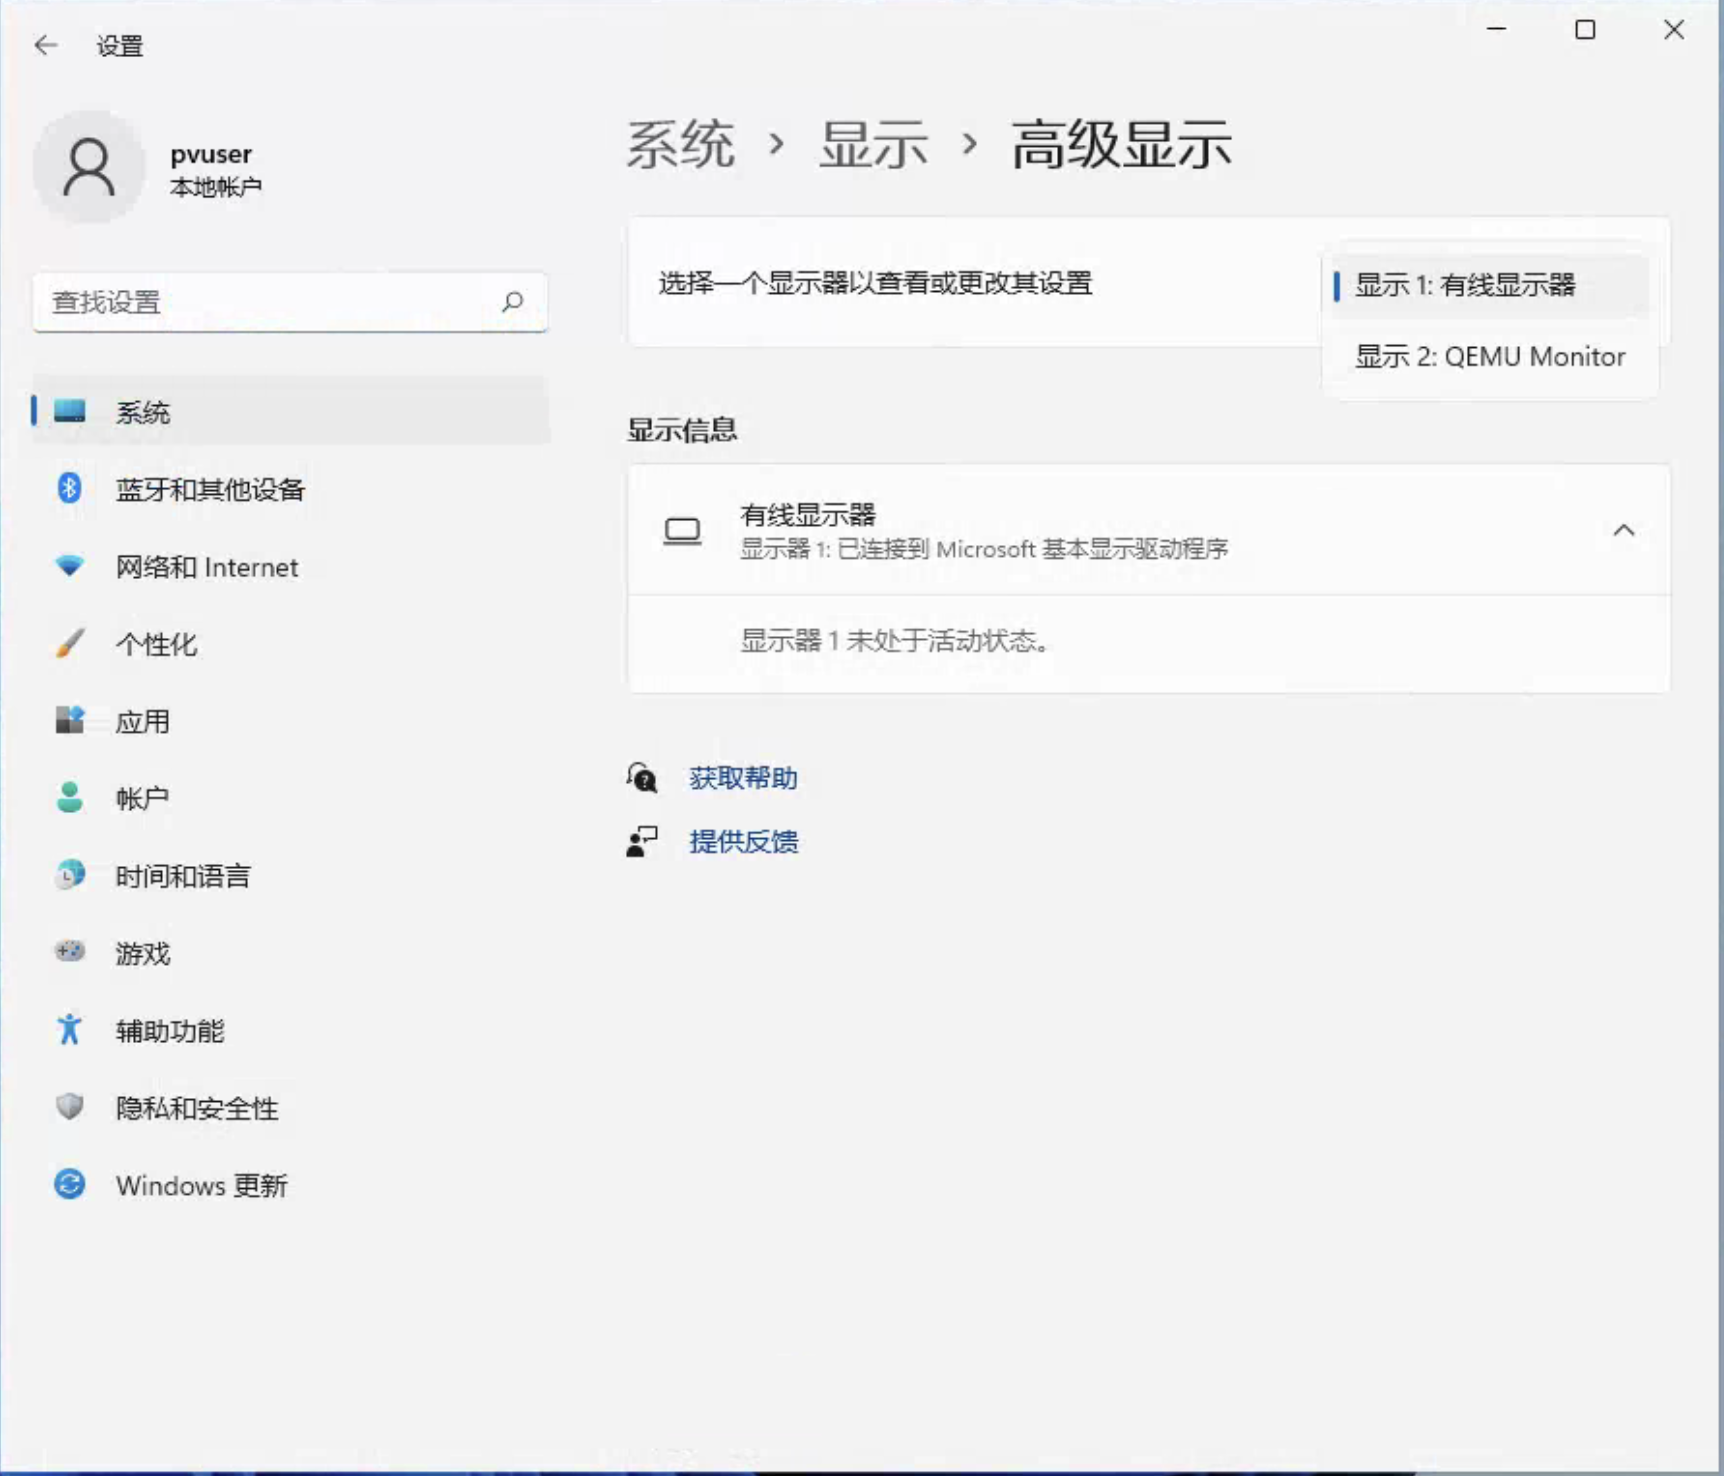 设置
pvuser
本地帐户
查找设置
系统
蓝牙和其他设备
网络和 Internet
个性化
应用
帐户
时间和语言
游戏
辅助功能
隐私和安全性
Windows 更新
系统 › 显示 › 高级显示
选择一个显示器以查看或更改其设置
显示 1: 有线显示器
显示 2: QEMU Monitor
显示信息
有线显示器
显示器 1: 已连接到 Microsoft 基本显示驱动程序
显示器 1 未处于活动状态。
获取帮助
提供反馈